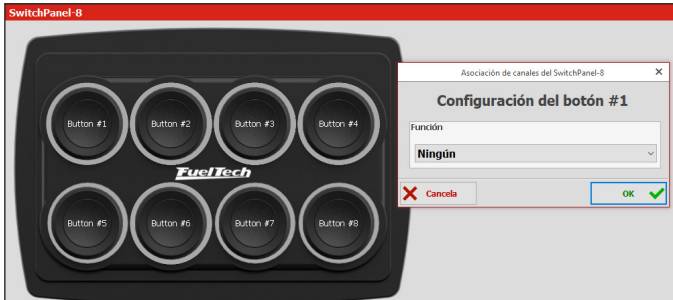 SwitchPanel-8
Button #1
Button #2
Button #3
Button #4
FuelTech
Button #5
Button #6
Button #7
Button #8
Asociación de canales del SwitchPanel-8
Configuración del botón #1
Función
Ningún
Cancela
OK